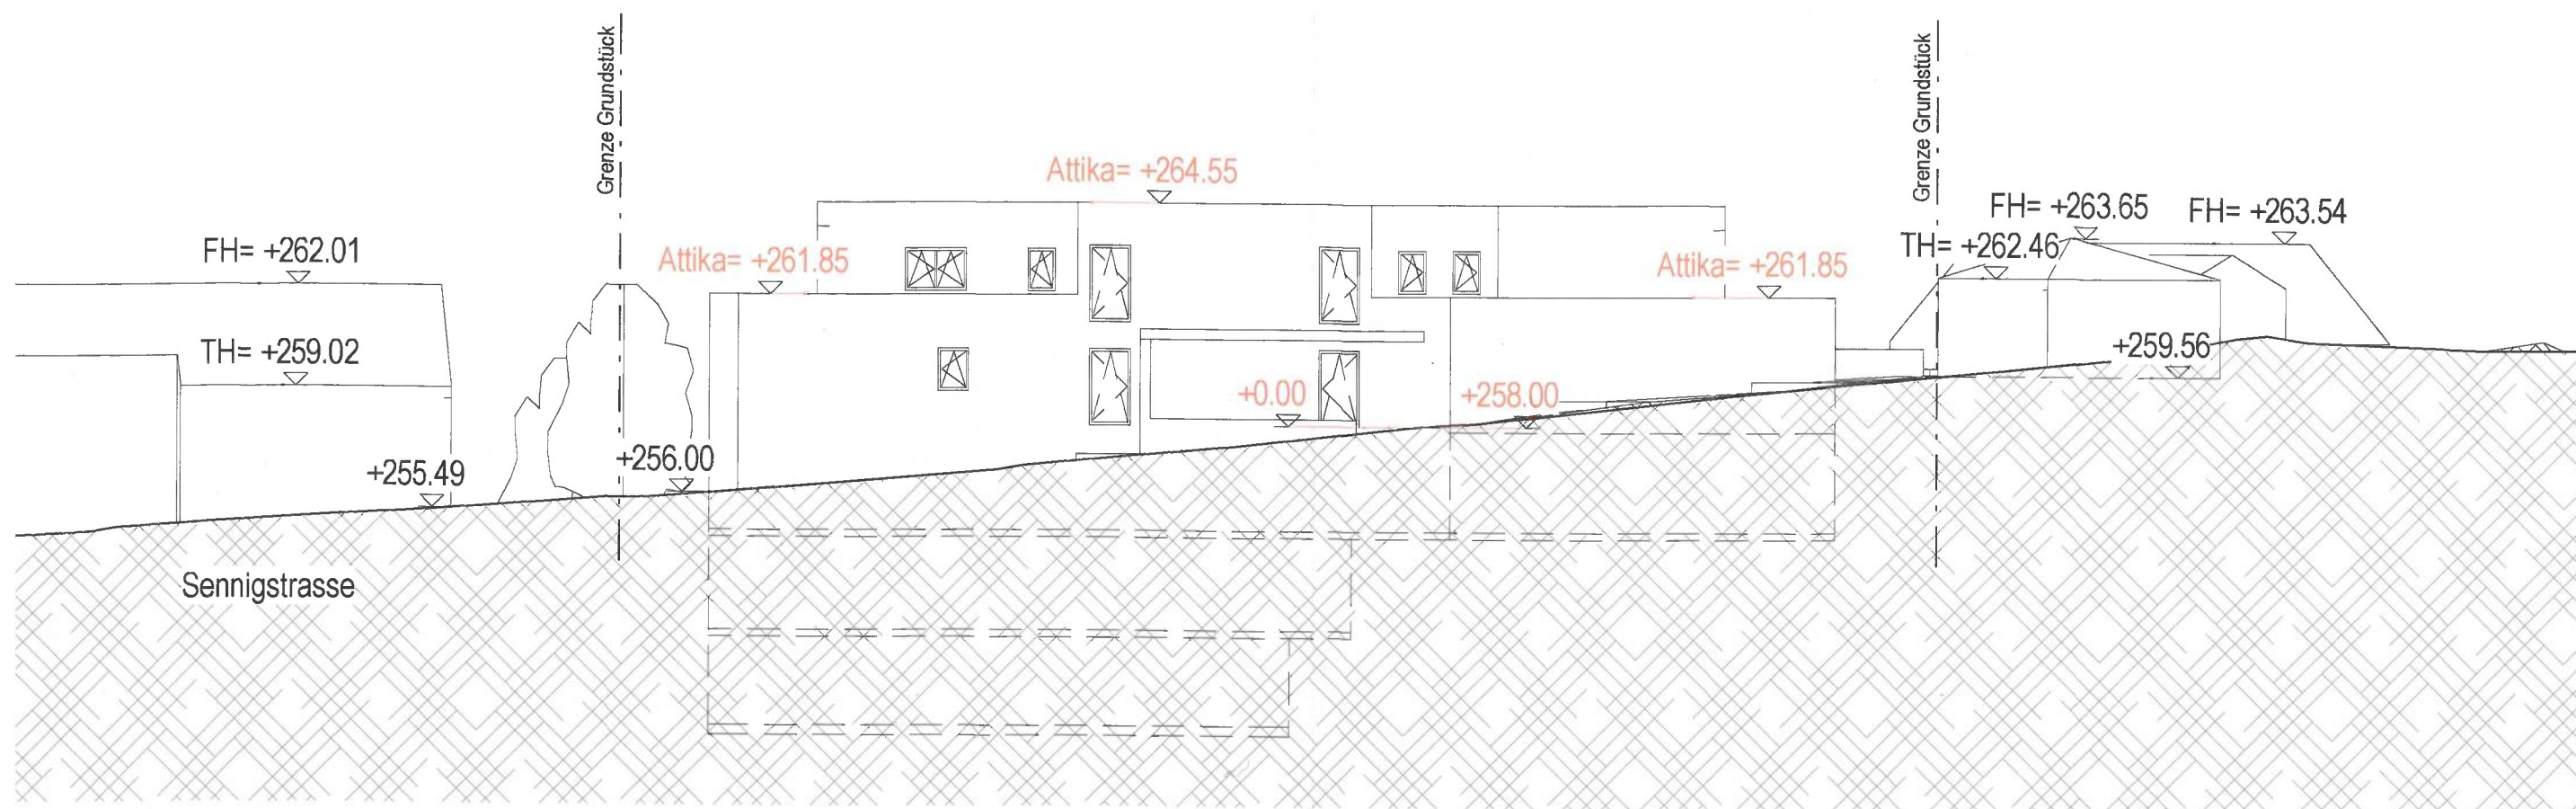 Grenze Grundstück
Grenze Grundstück
Attika= +264.55
FH= +263.65
FH= +263.54
FH= +262.01
Attika= +261.85
Attika= +261.85
TH= +262.46
TH= +259.02
+259.56
+0.00
+258.00
+255.49
+256.00
Sennigstrasse